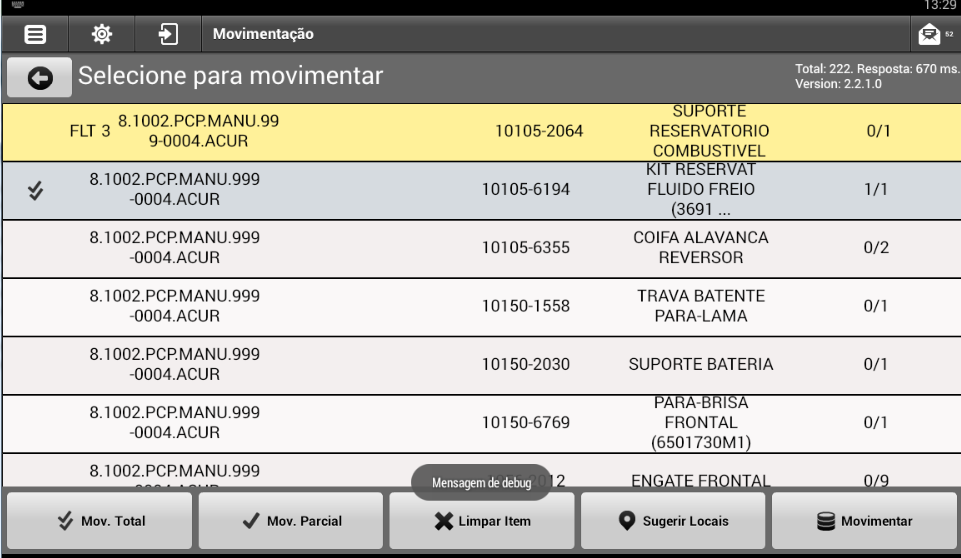 13:29
Movimentação
52
Selecione para movimentar
Total: 222. Resposta: 670 ms.
Version: 2.2.1.0
FLT 3 8.1002.PCP.MANU.99
9-0004.ACUR
10105-2064
SUPORTE
RESERVATORIO
COMBUSTIVEL
0/1
8.1002.PCP.MANU.999
-0004.ACUR
10105-6194
KIT RESERVAT
FLUIDO FREIO
(3691 ...
1/1
8.1002.PCP.MANU.999
-0004.ACUR
10105-6355
COIFA ALAVANCA
REVERSOR
0/2
8.1002.PCP.MANU.999
-0004.ACUR
10150-1558
TRAVA BATENTE
PARA-LAMA
0/1
8.1002.PCP.MANU.999
-0004.ACUR
10150-2030
SUPORTE BATERIA
0/1
8.1002.PCP.MANU.999
-0004.ACUR
10150-6769
PARA-BRISA
FRONTAL
(6501730M1)
0/1
8.1002.PCP.MANU.999
ENGATE FRONTAL
0/9
Mensagem de debug
Mov. Total
Mov. Parcial
Limpar Item
Sugerir Locais
Movimentar